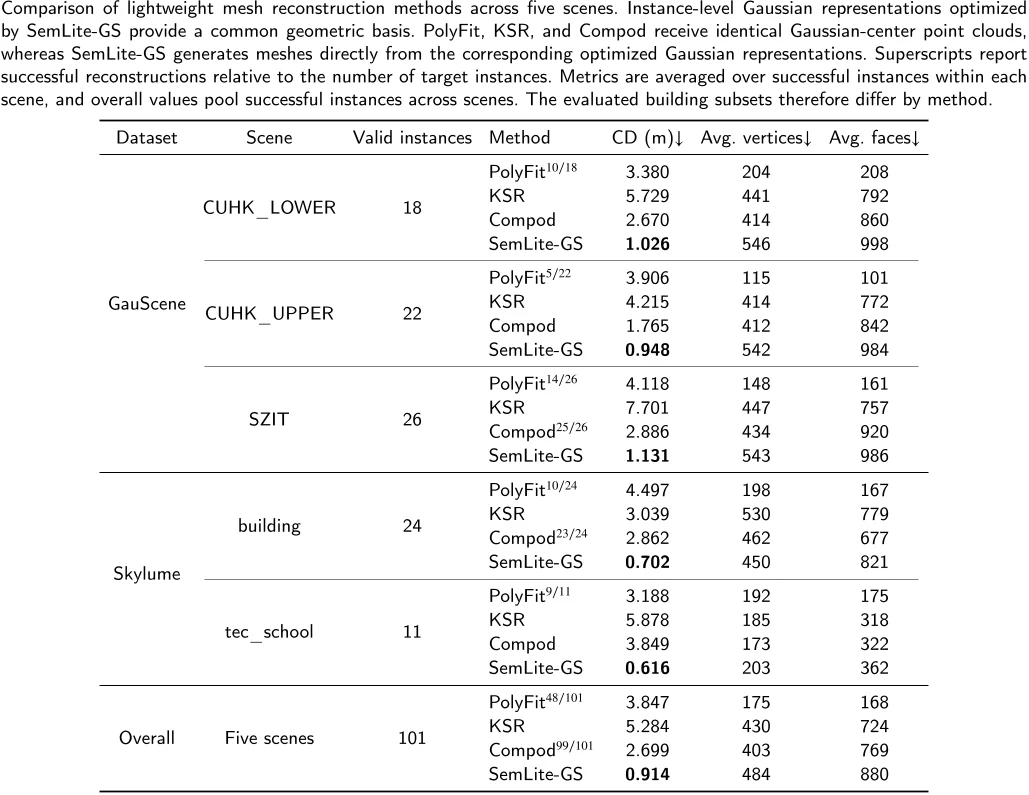 Comparison of lightweight mesh reconstruction methods across five scenes. Instance-level Gaussian representations optimized
by SemLite-GS provide a common geometric basis. PolyFit, KSR, and Compod receive identical Gaussian-center point clouds,
whereas SemLite-GS generates meshes directly from the corresponding optimized Gaussian representations. Superscripts report
successful reconstructions relative to the number of target instances. Metrics are averaged over successful instances within each
scene, and overall values pool successful instances across scenes. The evaluated building subsets therefore differ by method.
Dataset Scene Valid instances Method CD (m)↓ Avg. vertices↓ Avg. faces↓
GauScene CUHK_LOWER 18 PolyFit10/18 3.380 204 208
KSR 5.729 441 792
Compod 2.670 414 860
SemLite-GS 1.026 546 998
CUHK_UPPER 22 PolyFit5/22 3.906 115 101
KSR 4.215 414 772
Compod 1.765 412 842
SemLite-GS 0.948 542 984
SZIT 26 PolyFit14/26 4.118 148 161
KSR 7.701 447 757
Compod25/26 2.886 434 920
SemLite-GS 1.131 543 986
Skylume building 24 PolyFit10/24 4.497 198 167
KSR 3.039 530 779
Compod23/24 2.862 462 677
SemLite-GS 0.702 450 821
tec_school 11 PolyFit9/11 3.188 192 175
KSR 5.878 185 318
Compod 3.849 173 322
SemLite-GS 0.616 203 362
Overall Five scenes 101 PolyFit48/101 3.847 175 168
KSR 5.284 430 724
Compod99/101 2.699 403 769
SemLite-GS 0.914 484 880